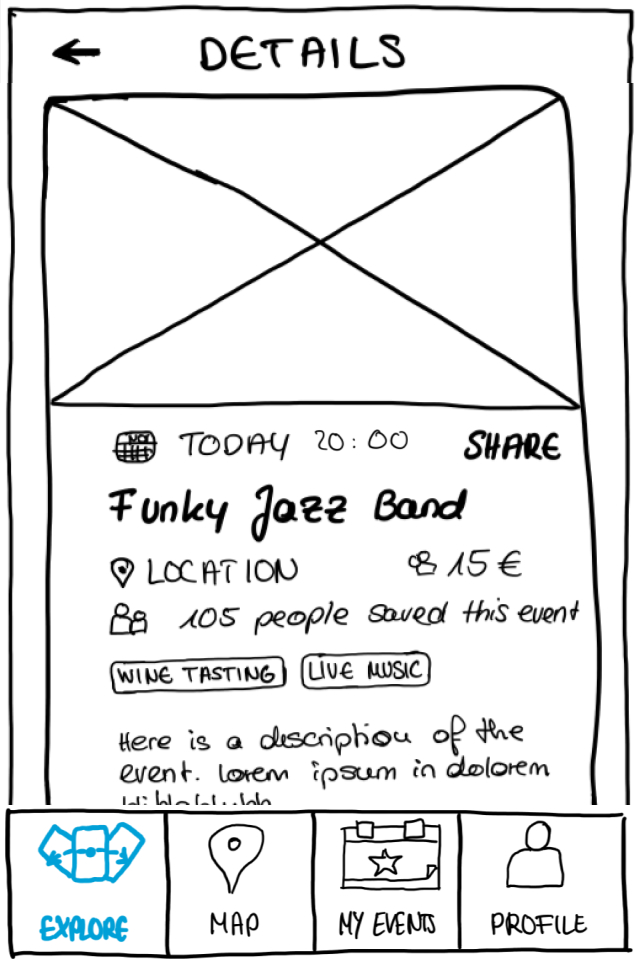 DETAILS
TODAY 20:00 SHARE
Funky Jazz Band
LOCATION 15 €
105 people saved this event
WINE TASTING LIVE MUSIC
Here is a description of the
event. lorem ipsum in dolorem
EXPLORE MAP MY EVENTS PROFILE